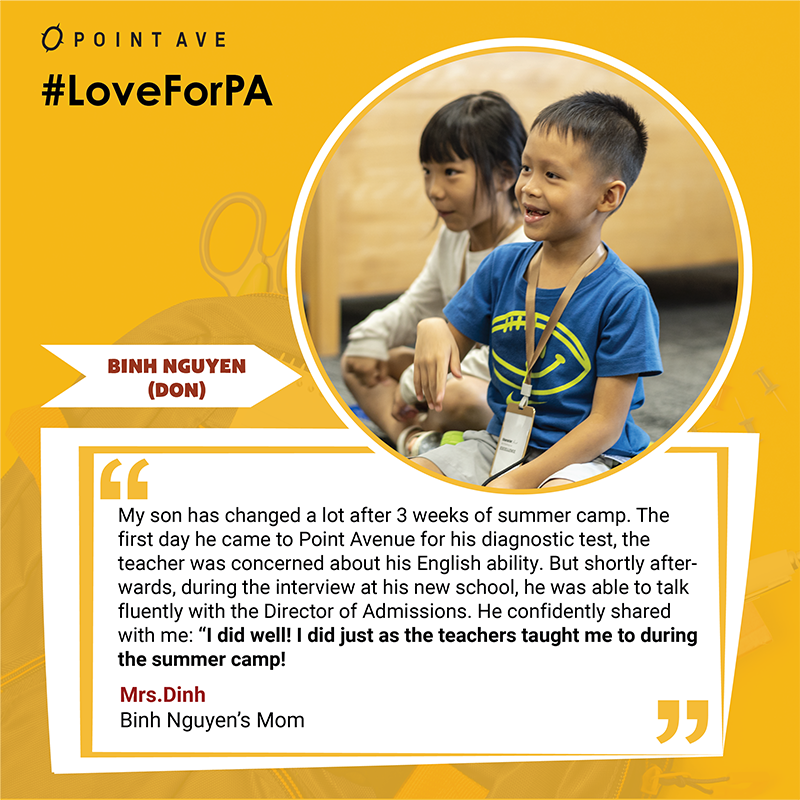 POINT AVE
#LoveForPA
BINH NGUYEN
(DON)
“
My son has changed a lot after 3 weeks of summer camp. The
first day he came to Point Avenue for his diagnostic test, the
teacher was concerned about his English ability. But shortly after-
wards, during the interview at his new school, he was able to talk
fluently with the Director of Admissions. He confidently shared
with me: “I did well! I did just as the teachers taught me to during
the summer camp!
Mrs.Dinh
Binh Nguyen’s Mom
”